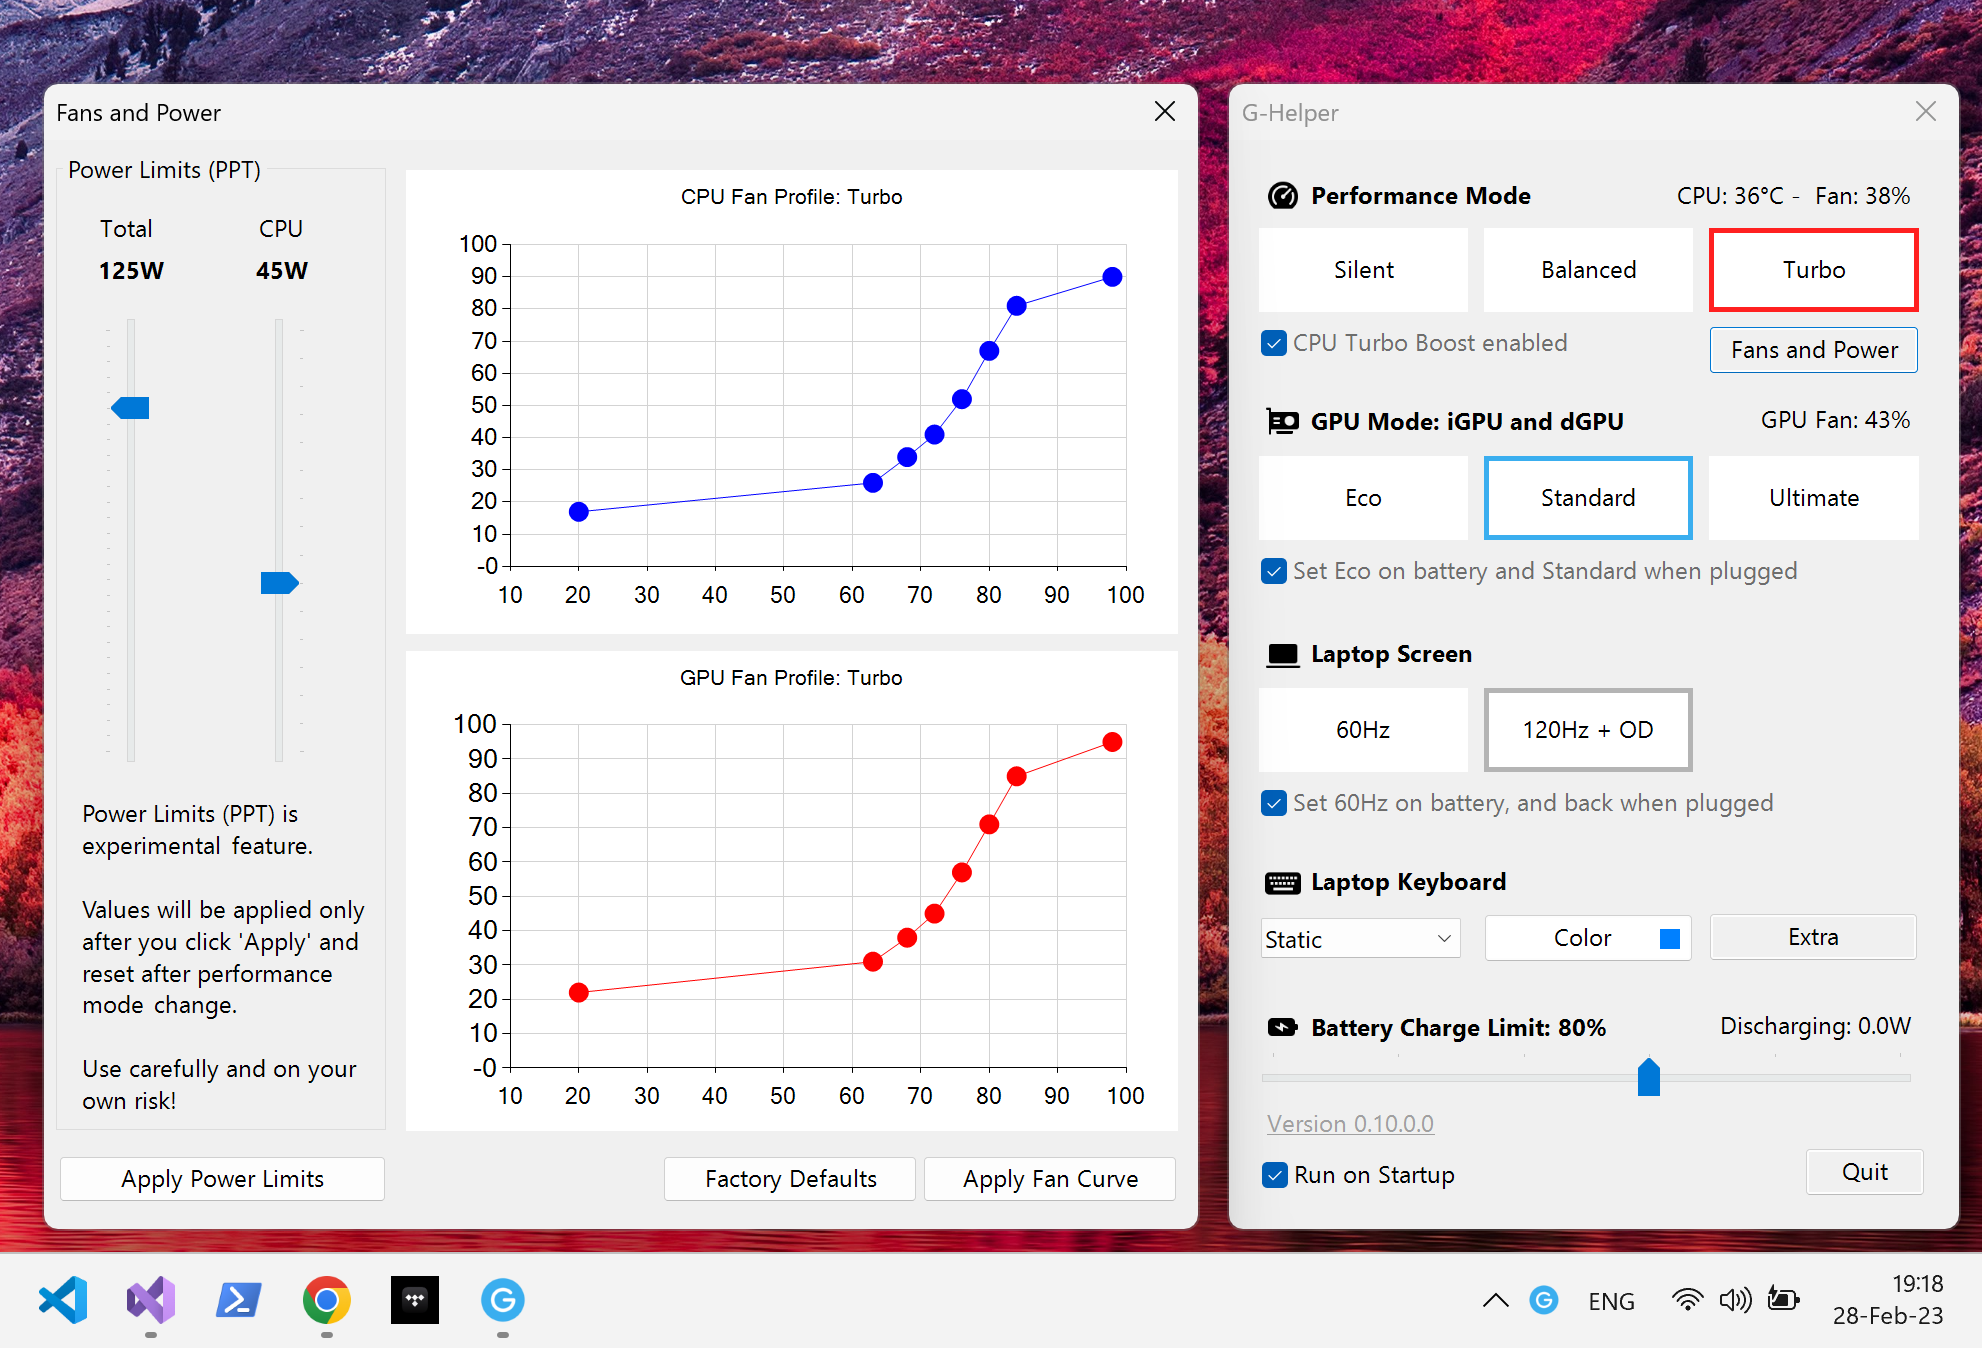 Fans and Power
Power Limits (PPT)
Total
CPU
125W
45W
Power Limits (PPT) is
experimental feature.
Values will be applied only
after you click 'Apply' and
reset after performance
mode change.
Use carefully and on your
own risk!
Apply Power Limits
CPU Fan Profile: Turbo
100
90
80
70
60
50
40
30
20
10
-0
10 20 30 40 50 60 70 80 90 100
GPU Fan Profile: Turbo
100
90
80
70
60
50
40
30
20
10
-0
10 20 30 40 50 60 70 80 90 100
Factory Defaults
Apply Fan Curve
G-Helper
Performance Mode
CPU: 36°C - Fan: 38%
Silent
Balanced
Turbo
CPU Turbo Boost enabled
Fans and Power
GPU Mode: iGPU and dGPU
GPU Fan: 43%
Eco
Standard
Ultimate
Set Eco on battery and Standard when plugged
Laptop Screen
60Hz
120Hz + OD
Set 60Hz on battery, and back when plugged
Laptop Keyboard
Static
Color
Extra
Battery Charge Limit: 80%
Discharging: 0.0W
Version 0.10.0.0
Run on Startup
Quit
G
G
ENG
19:18
28-Feb-23